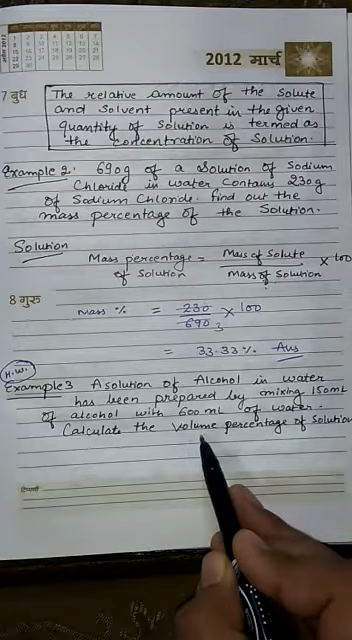 2012 मार्च
7 बुध
The relative amount of the solute
and solvent present in the given
quantity of Solution is termed as
the concentration of Solution.
Example 2. 690g of a solution of Sodium
Chloride in water contains 230g
of Sodium Chloride. find out the
mass percentage of the Solution.
Solution
Mass percentage = Mass of Solute × 100
of Solution Mass of Solution
8 गुरु
Mass % = 230 × 100
690 3
= 33.33% Ans
H.W.
Example 3 A solution of Alcohol in water
has been prepared by mixing 150mL
of alcohol with 600 mL of water.
Calculate the volume percentage of Solution
टिप्पणी